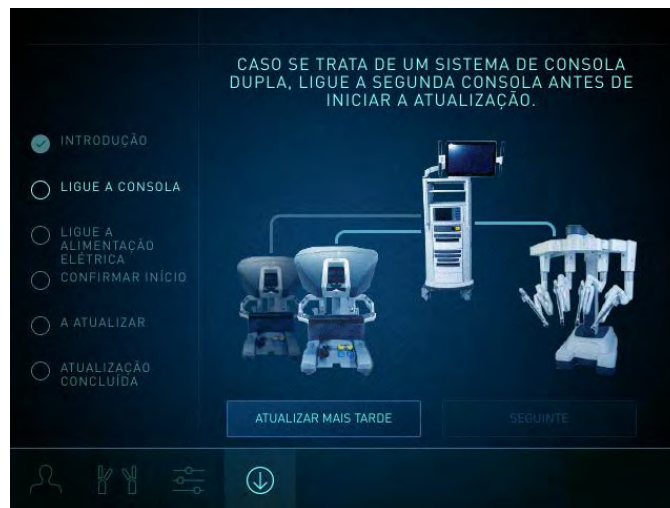 CASO SE TRATA DE UM SISTEMA DE CONSOLA
DUPLA, LIGUE A SEGUNDA CONSOLA ANTES DE
INICIAR A ATUALIZAÇÃO.
INTRODUÇÃO
LIGUE A CONSOLA
LIGUE A
ALIMENTAÇÃO
ELÉTRICA
CONFIRMAR INÍCIO
A ATUALIZAR
ATUALIZAÇÃO
CONCLUÍDA
ATUALIZAR MAIS TARDE
SEGUINTE